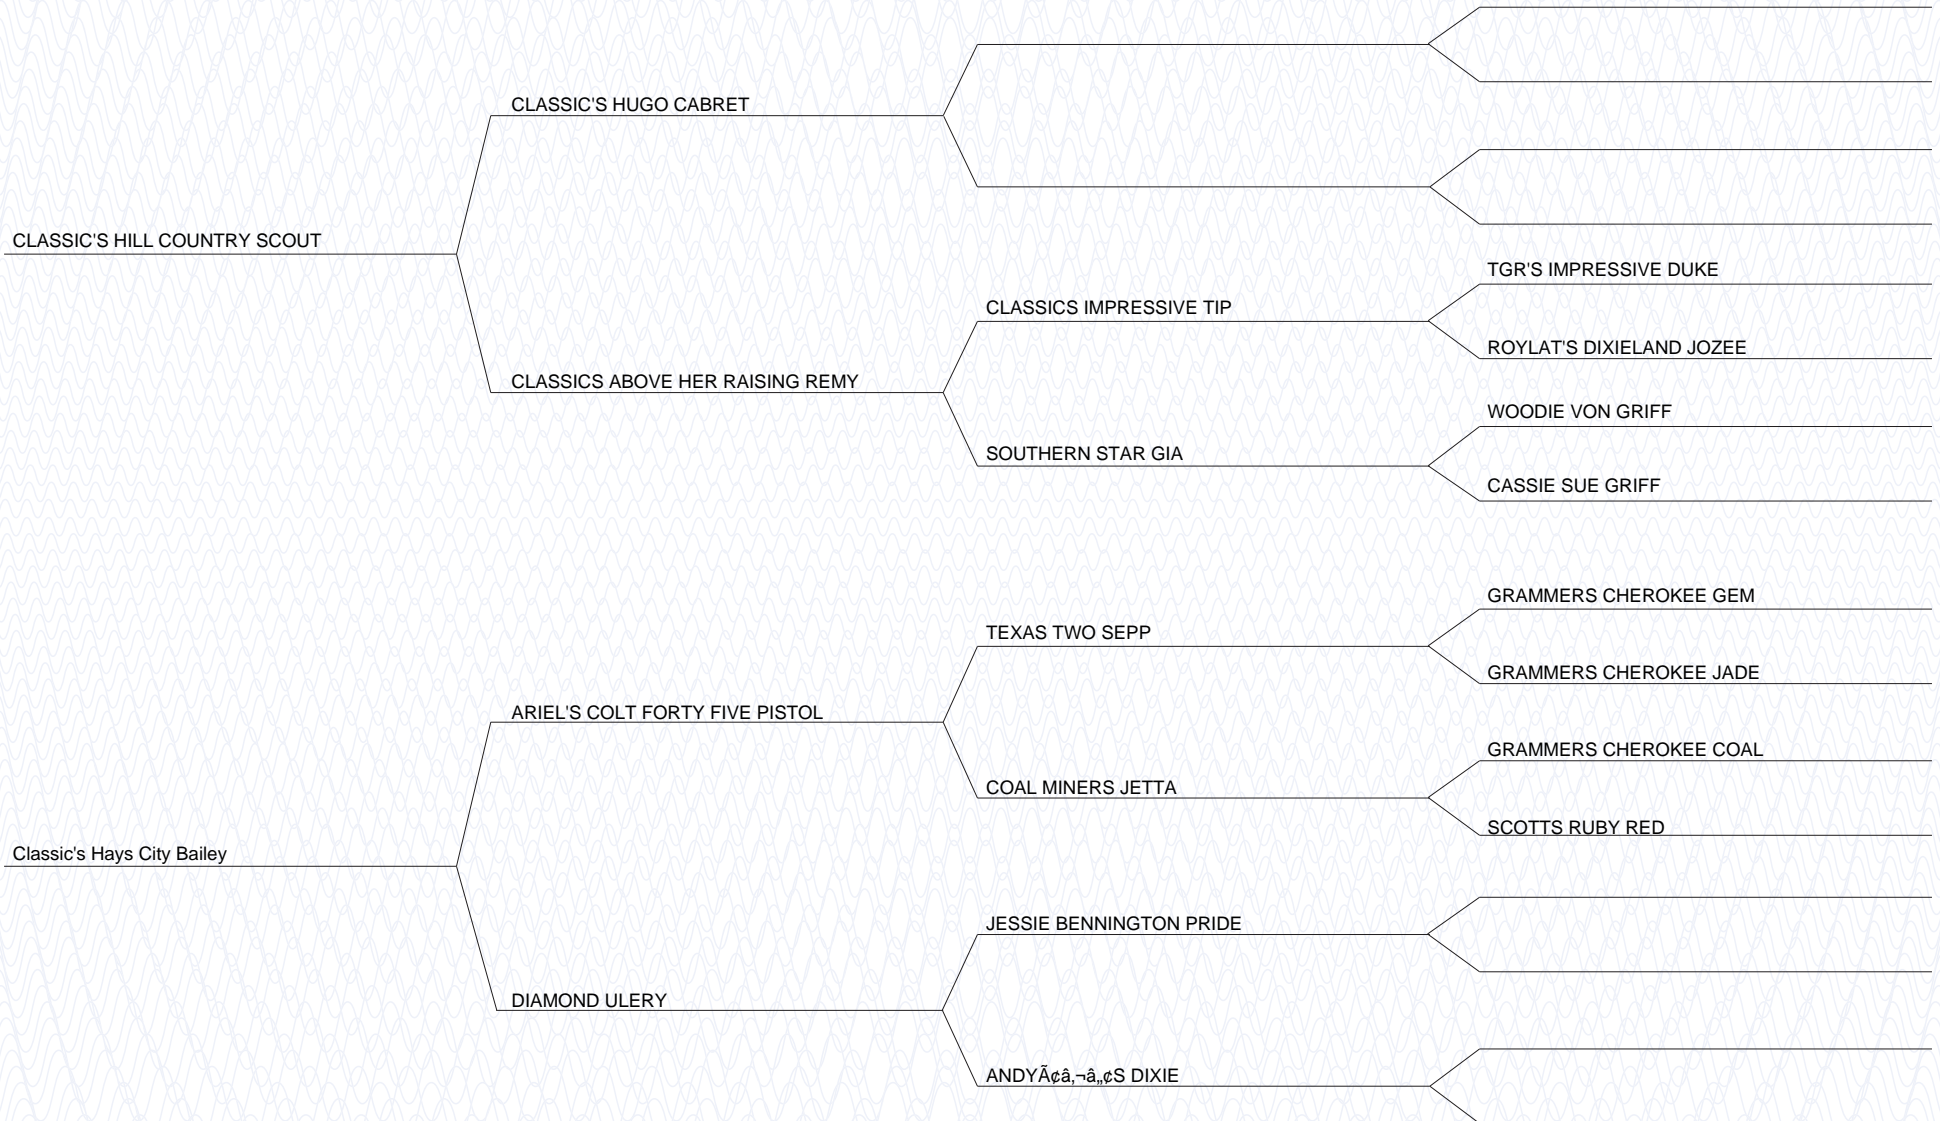 CLASSIC'S HUGO CABRET
CLASSIC'S HILL COUNTRY SCOUT
TGR'S IMPRESSIVE DUKE
CLASSICS IMPRESSIVE TIP
ROYLAT'S DIXIELAND JOZEE
CLASSICS ABOVE HER RAISING REMY
WOODIE VON GRIFF
SOUTHERN STAR GIA
CASSIE SUE GRIFF
GRAMMERS CHEROKEE GEM
TEXAS TWO SEPP
GRAMMERS CHEROKEE JADE
ARIEL'S COLT FORTY FIVE PISTOL
GRAMMERS CHEROKEE COAL
COAL MINERS JETTA
SCOTTS RUBY RED
Classic's Hays City Bailey
JESSIE BENNINGTON PRIDE
DIAMOND ULERY
ANDYÃ¢â‚¬â„¢S DIXIE